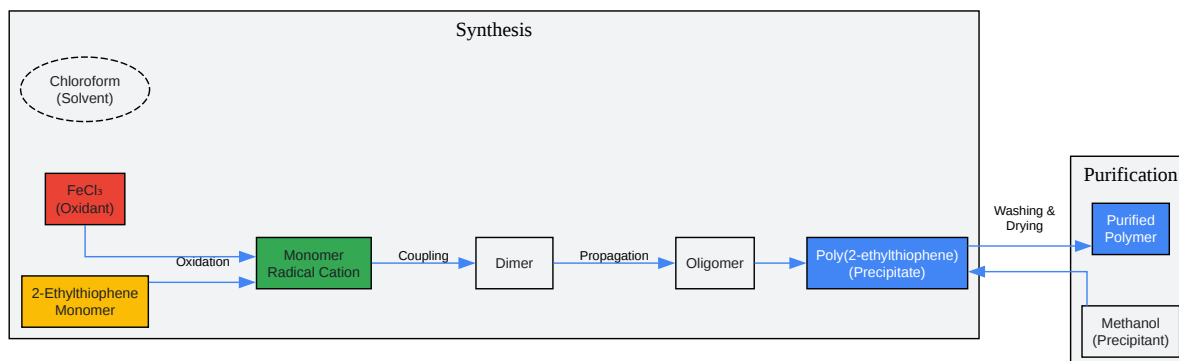 Synthesis
Chloroform
(Solvent)
FeCl₃
(Oxidant)
2-Ethylthiophene
Monomer
Oxidation
Monomer
Radical Cation
Coupling
Dimer
Propagation
Oligomer
Poly(2-ethylthiophene)
(Precipitate)
Washing &
Drying
Purification
Purified
Polymer
Methanol
(Precipitant)